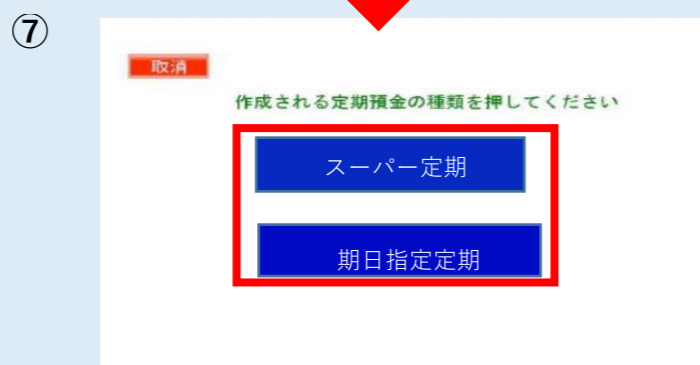 ⑦
取消
作成される定期預金の種類を押してください
スーパー定期
期日指定定期